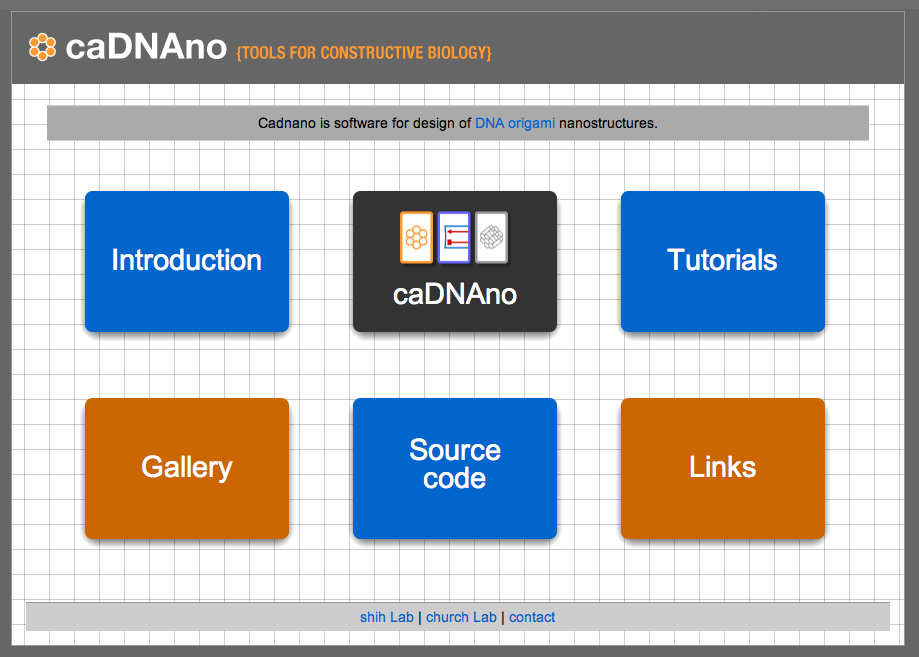 caDNAno {TOOLS FOR CONSTRUCTIVE BIOLOGY}
Cadnano is software for design of DNA origami nanostructures.
Introduction
caDNAno
Tutorials
Gallery
Source
code
Links
shih Lab | church Lab | contact